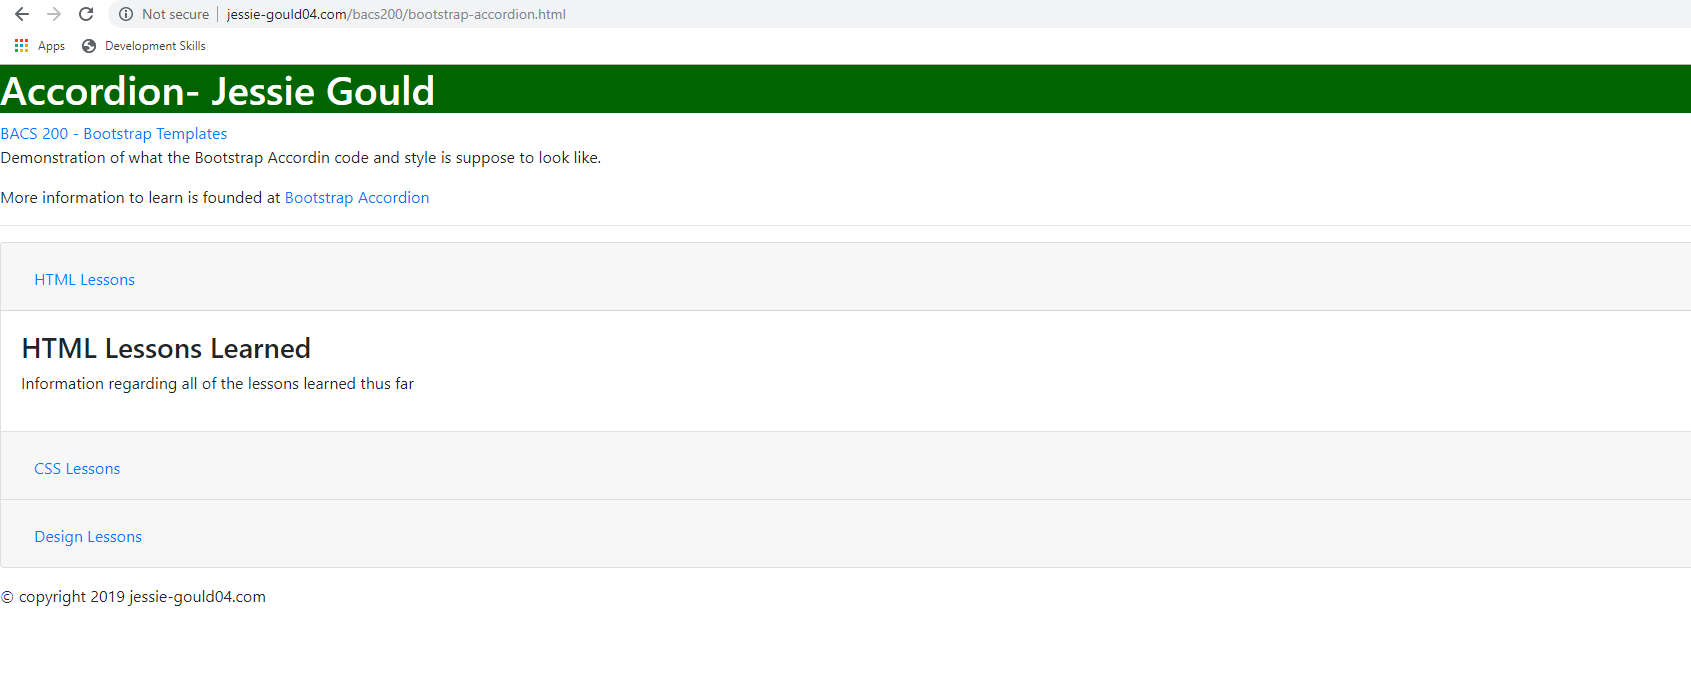 Not secure | jessie-gould04.com/bacs200/bootstrap-accordion.html
Apps Development Skills
Accordion- Jessie Gould
BACS 200 - Bootstrap Templates
Demonstration of what the Bootstrap Accordin code and style is suppose to look like.
More information to learn is founded at Bootstrap Accordion
HTML Lessons
HTML Lessons Learned
Information regarding all of the lessons learned thus far
CSS Lessons
Design Lessons
© copyright 2019 jessie-gould04.com